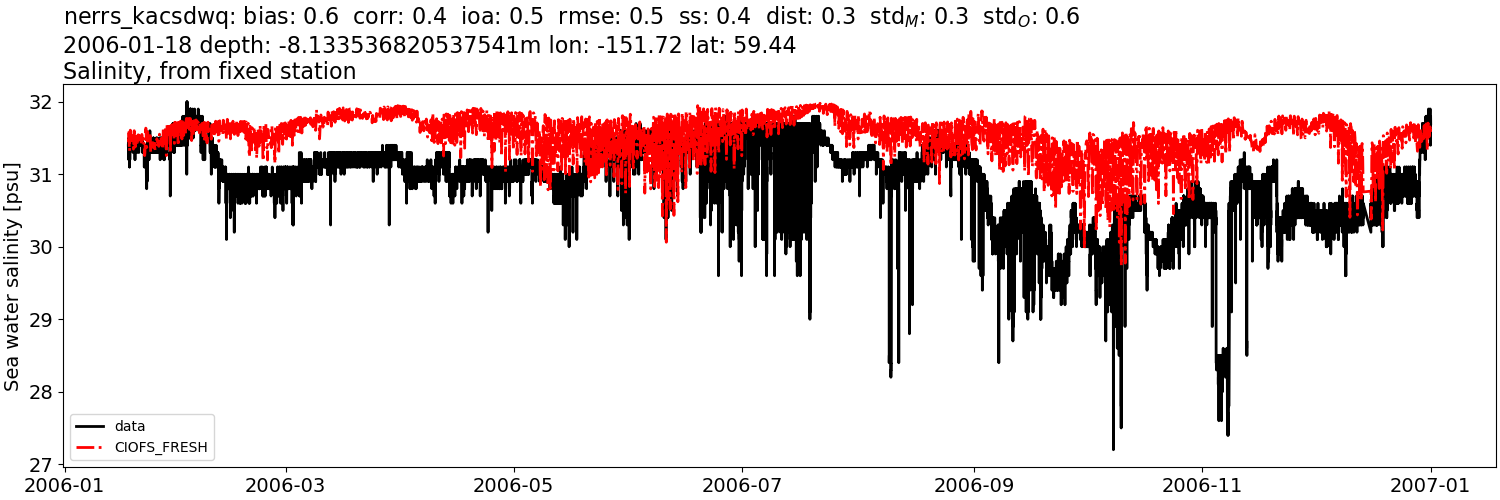 nerrs_kacsdwq: bias: 0.6 corr: 0.4 ioa: 0.5 rmse: 0.5 ss: 0.4 dist: 0.3 std_M: 0.3 std_O: 0.6
2006-01-18 depth: -8.133536820537541m lon: -151.72 lat: 59.44
Salinity, from fixed station
Sea water salinity [psu]
32
31
30
29
28
27
data
CIOFS_FRESH
2006-01 2006-03 2006-05 2006-07 2006-09 2006-11 2007-01